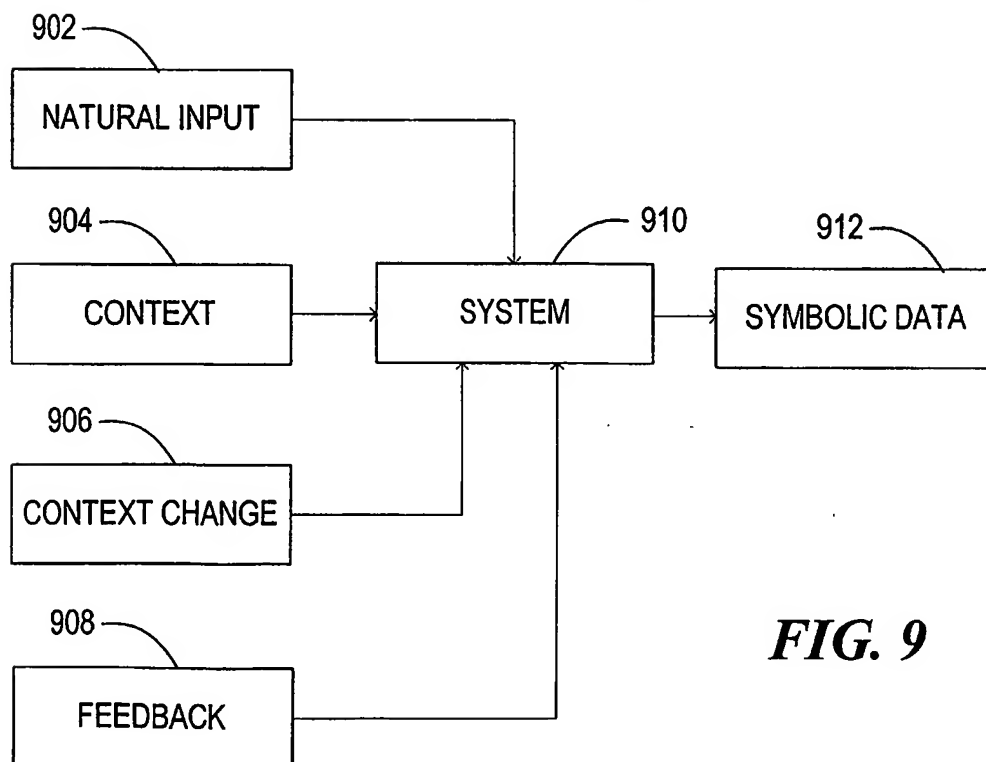 902
NATURAL INPUT
904
CONTEXT
910
SYSTEM
912
SYMBOLIC DATA
906
CONTEXT CHANGE
908
FEEDBACK
FIG. 9